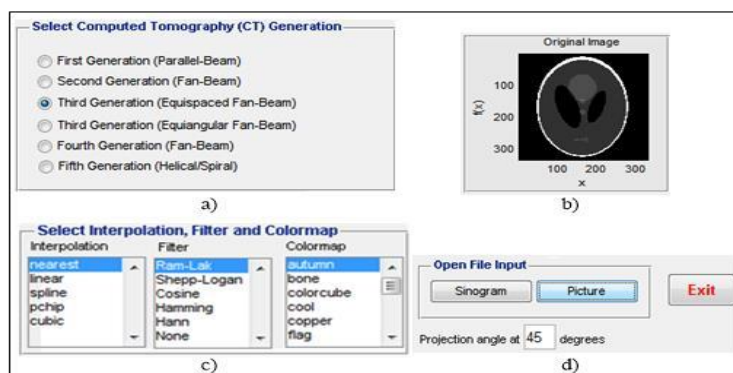 Select Computed Tomography (CT) Generation
First Generation (Parallel-Beam)
Second Generation (Fan-Beam)
Third Generation (Equispaced Fan-Beam)
Third Generation (Equiangular Fan-Beam)
Fourth Generation (Fan-Beam)
Fifth Generation (Helical/Spiral)
a)
Original Image
100
200
300
f(x)
100 200 300
x
b)
Select Interpolation, Filter and Colormap
Interpolation Filter Colormap
nearest Ram-Lak autumn
linear Shepp-Logan bone
spline Cosine colorcube
pchip Hamming cool
cubic Hann copper
None flag
c)
Open File Input
Sinogram Picture Exit
Projection angle at 45 degrees
d)